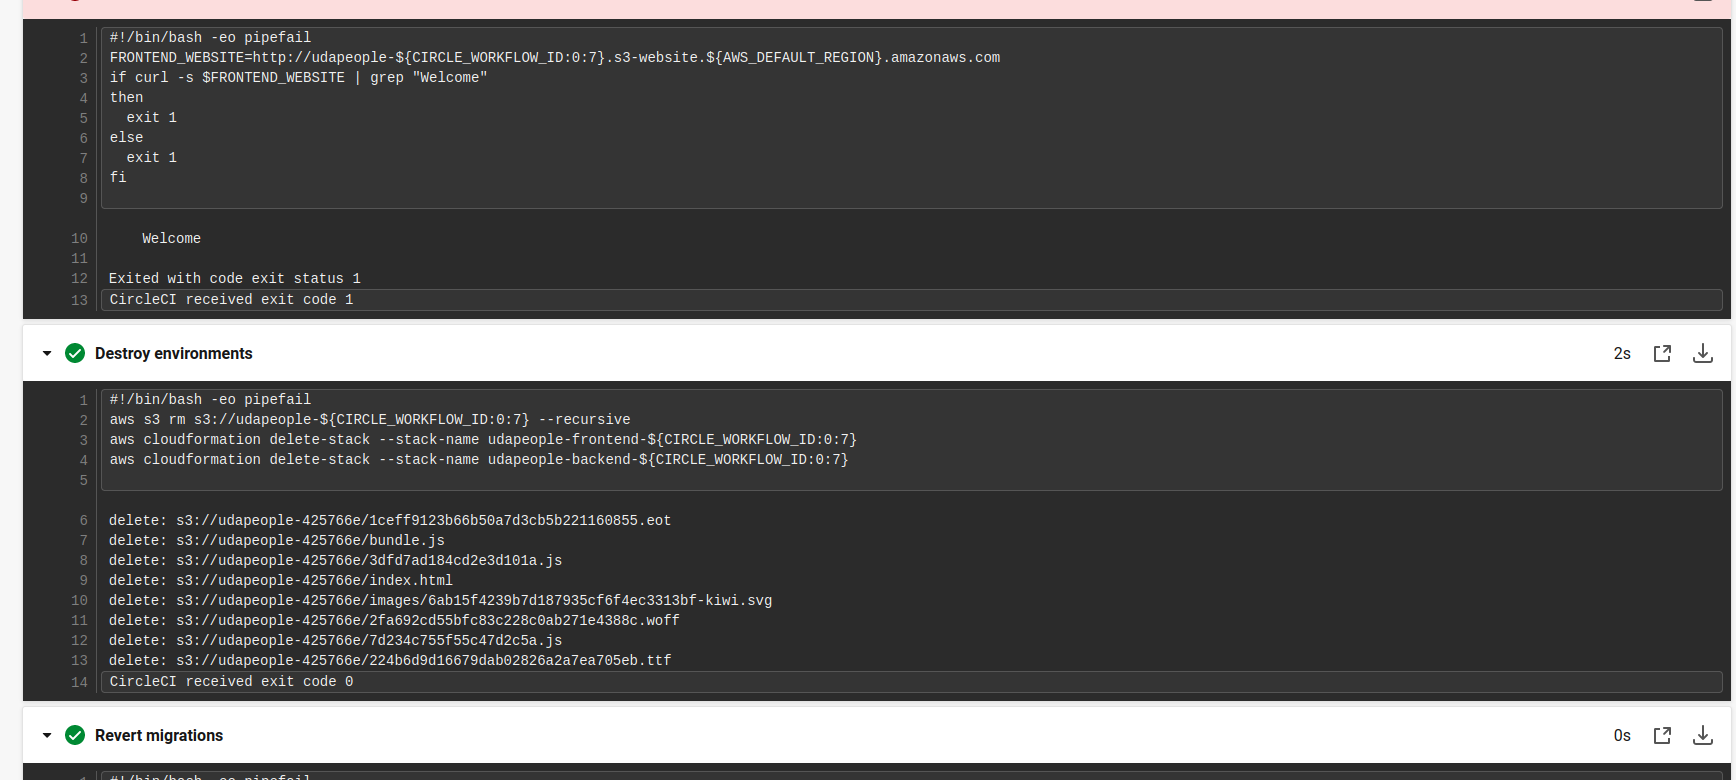 1 #!/bin/bash -eo pipefail
2 FRONTEND_WEBSITE=http://udapeople-${CIRCLE_WORKFLOW_ID:0:7}.s3-website.${AWS_DEFAULT_REGION}.amazonaws.com
3 if curl -s $FRONTEND_WEBSITE | grep "Welcome"
4 then
5   exit 1
6 else
7   exit 1
8 fi
9
10     Welcome
11
12 Exited with code exit status 1
13 CircleCI received exit code 1
Destroy environments 2s
1 #!/bin/bash -eo pipefail
2 aws s3 rm s3://udapeople-${CIRCLE_WORKFLOW_ID:0:7} --recursive
3 aws cloudformation delete-stack --stack-name udapeople-frontend-${CIRCLE_WORKFLOW_ID:0:7}
4 aws cloudformation delete-stack --stack-name udapeople-backend-${CIRCLE_WORKFLOW_ID:0:7}
5
6 delete: s3://udapeople-425766e/1ceff9123b66b50a7d3cb5b221160855.eot
7 delete: s3://udapeople-425766e/bundle.js
8 delete: s3://udapeople-425766e/3dfd7ad184cd2e3d101a.js
9 delete: s3://udapeople-425766e/index.html
10 delete: s3://udapeople-425766e/images/6ab15f4239b7d187935cf6f4ec3313bf-kiwi.svg
11 delete: s3://udapeople-425766e/2fa692cd55bfc83c228c0ab271e4388c.woff
12 delete: s3://udapeople-425766e/7d234c755f55c47d2c5a.js
13 delete: s3://udapeople-425766e/224b6d9d16679dab02826a2a7ea705eb.ttf
14 CircleCI received exit code 0
Revert migrations 0s
1 #!/bin/bash -eo pipefail